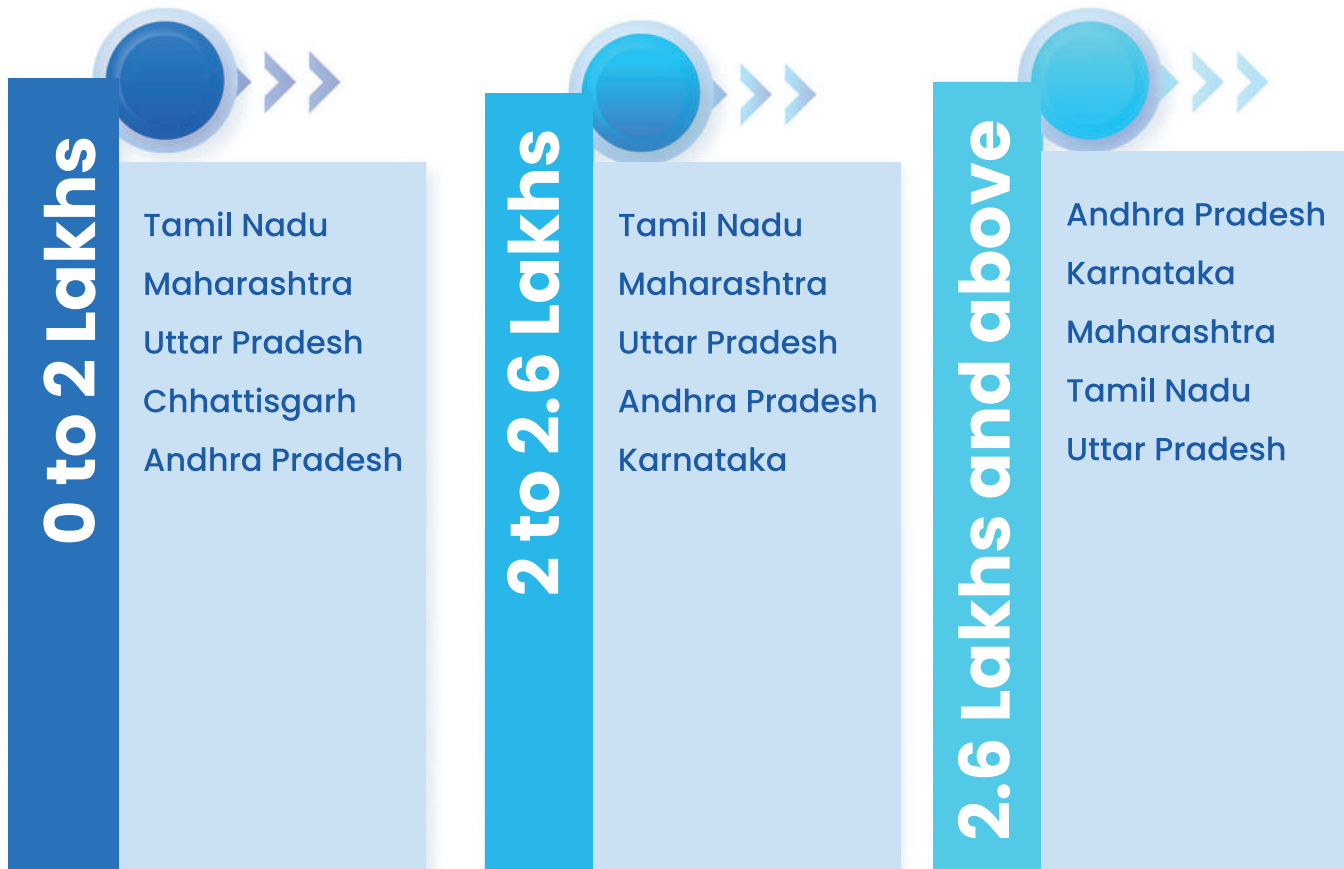 0 to 2 Lakhs
Tamil Nadu
Maharashtra
Uttar Pradesh
Chhattisgarh
Andhra Pradesh
2 to 2.6 Lakhs
Tamil Nadu
Maharashtra
Uttar Pradesh
Andhra Pradesh
Karnataka
2.6 Lakhs and above
Andhra Pradesh
Karnataka
Maharashtra
Tamil Nadu
Uttar Pradesh